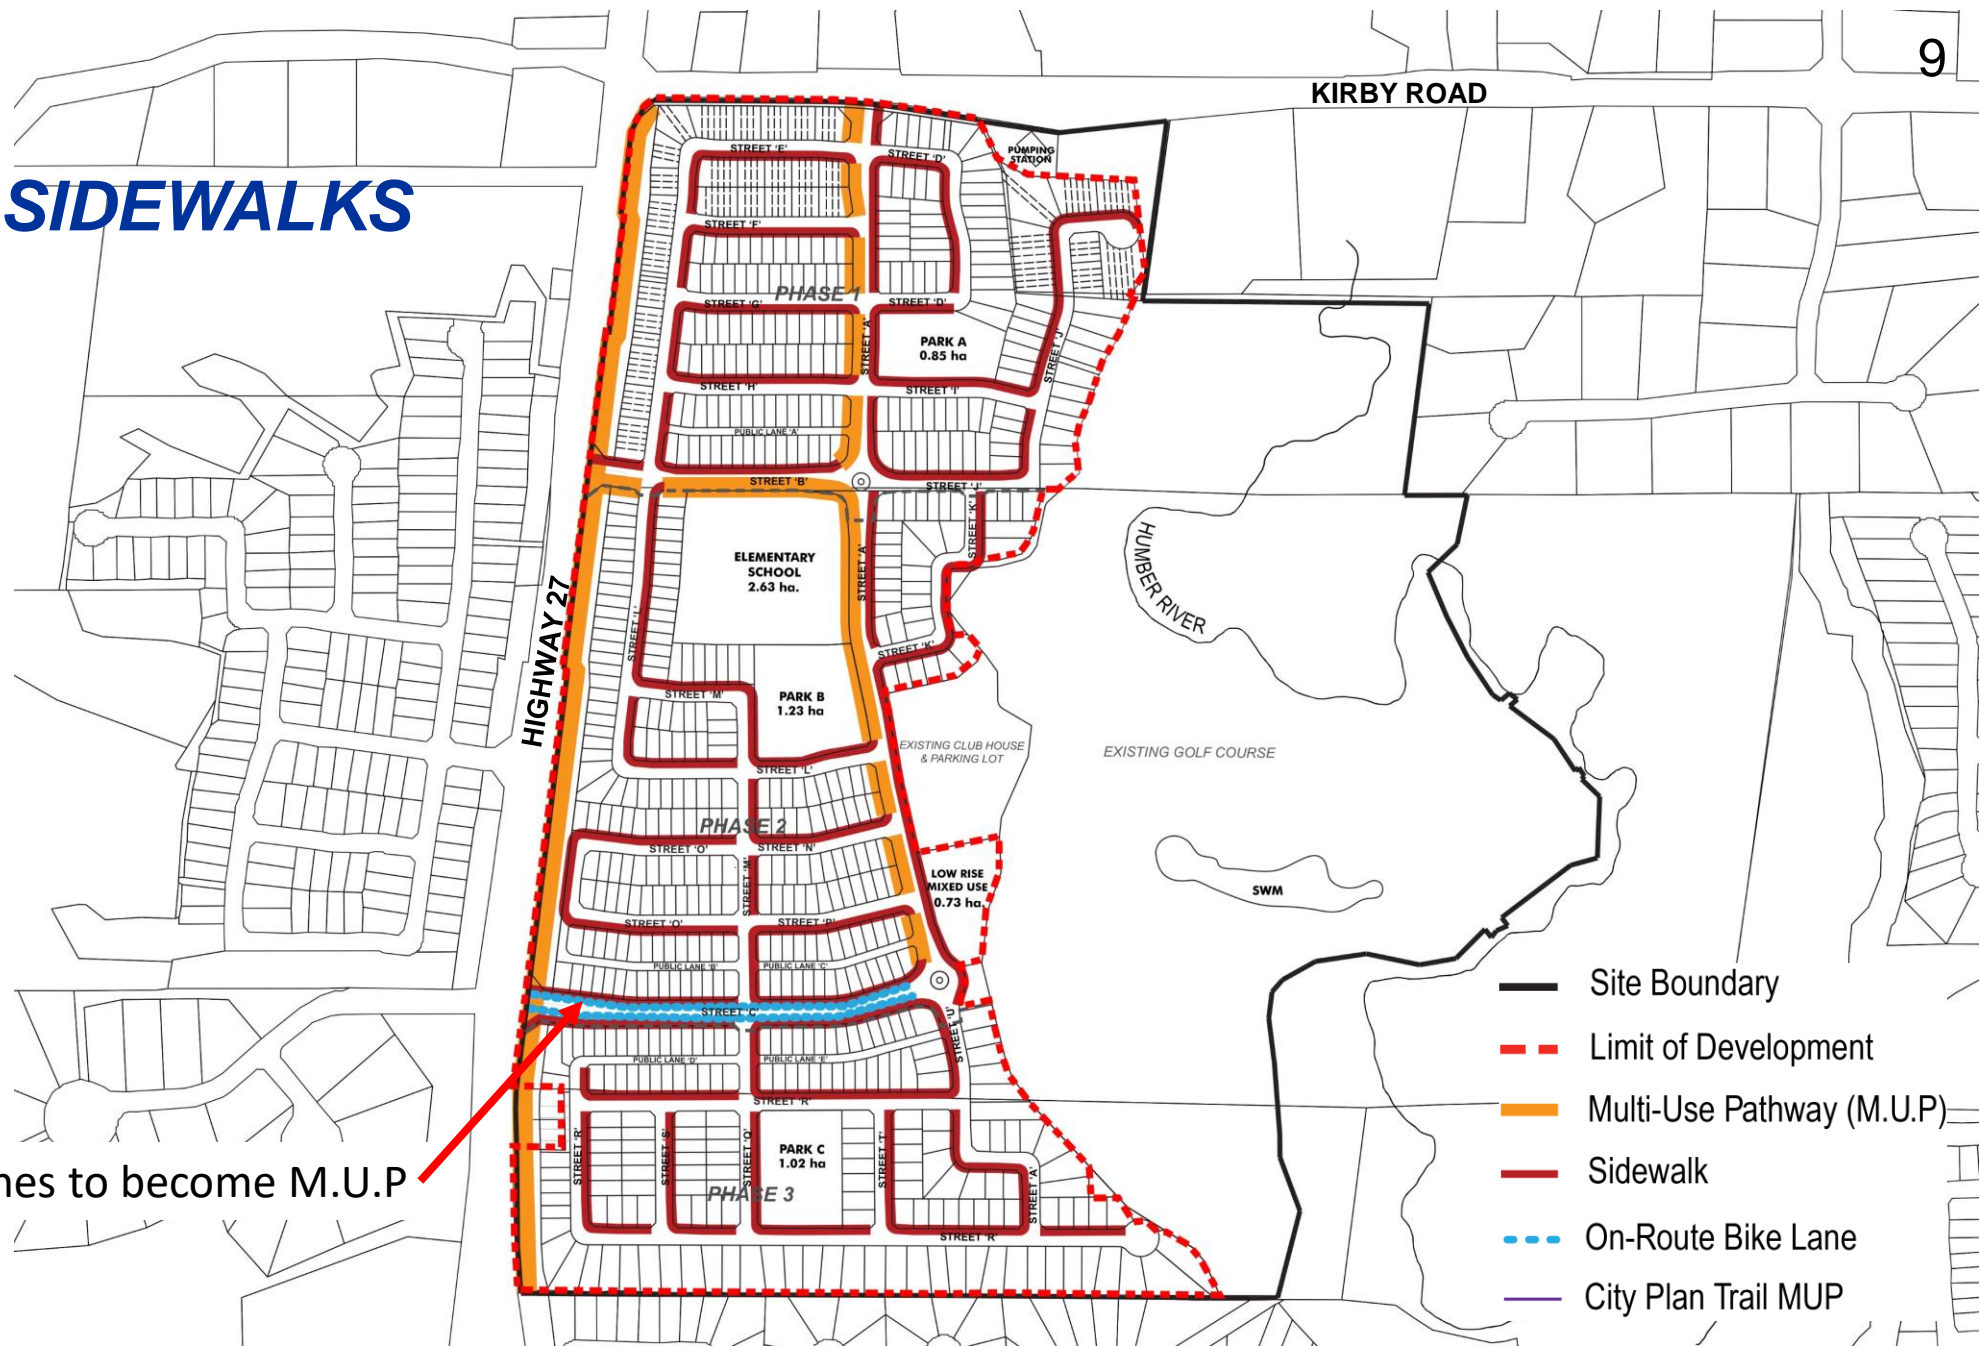 9
KIRBY ROAD
SIDEWALKS
PUMPING
STATION
STREET 'E'
STREET 'D'
STREET 'F'
PHASE 1
STREET 'G'
STREET 'D'
STREET 'A'
PARK A
0.85 ha
STREET 'J'
STREET 'H'
STREET 'I'
PUBLIC LANE 'A'
STREET 'B'
STREET 'J'
STREET 'K'
HUMBER RIVER
ELEMENTARY
SCHOOL
2.63 ha.
STREET 'A'
HIGHWAY 27
STREET 'L'
STREET 'K'
STREET 'M'
PARK B
1.23 ha
EXISTING CLUB HOUSE
& PARKING LOT
EXISTING GOLF COURSE
STREET 'L'
PHASE 2
STREET 'O'
STREET 'N'
STREET 'M'
LOW RISE
MIXED USE
0.73 ha.
SWM
STREET 'O'
STREET 'P'
PUBLIC LANE 'B'
PUBLIC LANE 'C'
STREET 'C'
STREET 'U'
PUBLIC LANE 'D'
PUBLIC LANE 'E'
STREET 'R'
STREET 'R'
STREET 'S'
STREET 'Q'
PARK C
1.02 ha
STREET 'T'
STREET 'A'
PHASE 3
STREET 'R'
nes to become M.U.P
Site Boundary
Limit of Development
Multi-Use Pathway (M.U.P)
Sidewalk
On-Route Bike Lane
City Plan Trail MUP